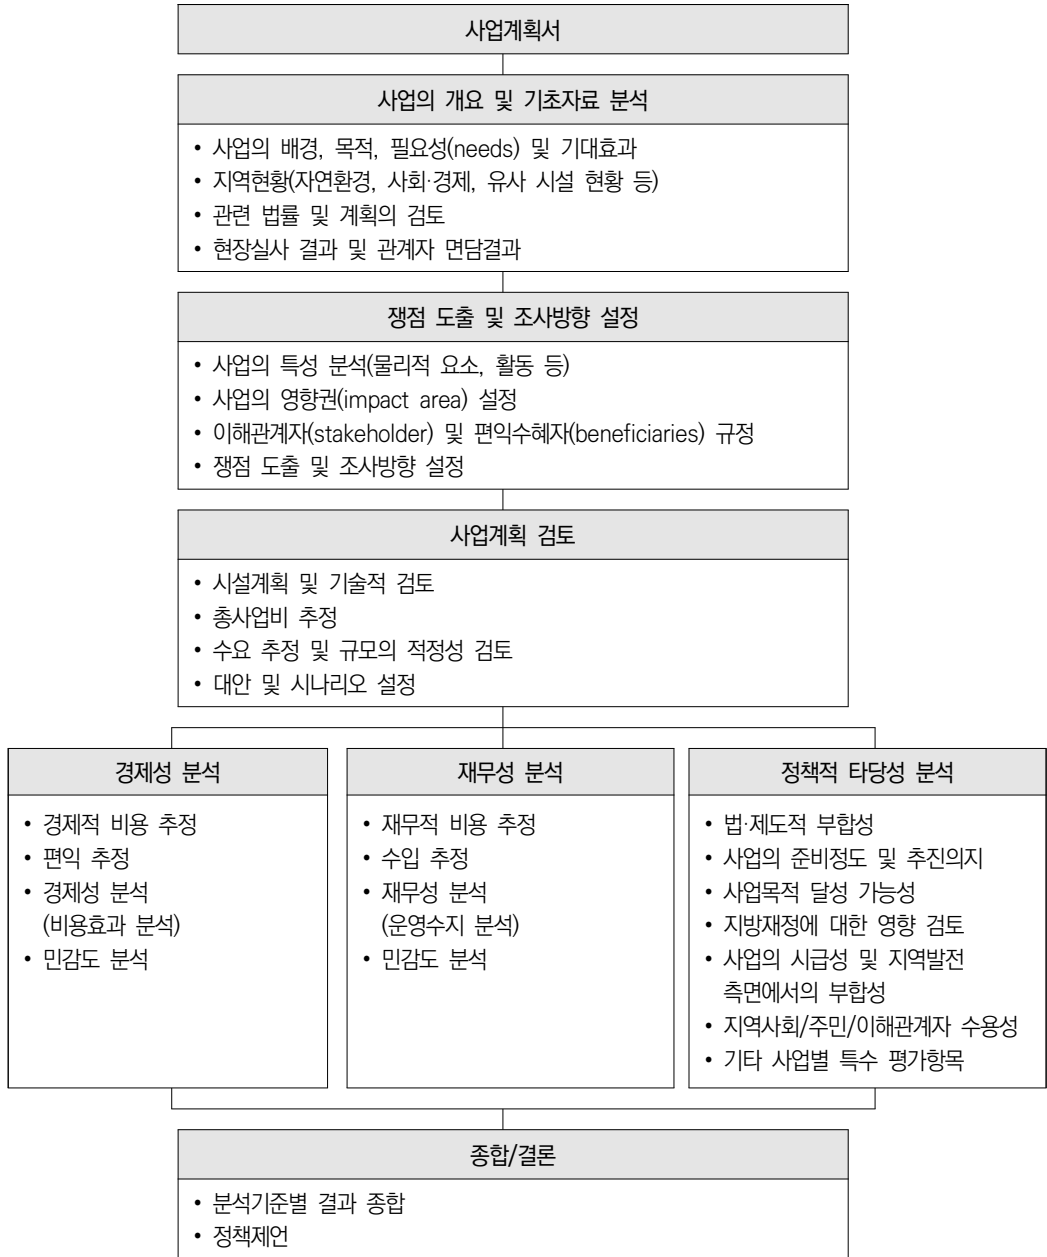 사업계획서
사업의 개요 및 기초자료 분석
• 사업의 배경, 목적, 필요성(needs) 및 기대효과
• 지역현황(자연환경, 사회·경제, 유사 시설 현황 등)
• 관련 법률 및 계획의 검토
• 현장실사 결과 및 관계자 면담결과
쟁점 도출 및 조사방향 설정
• 사업의 특성 분석(물리적 요소, 활동 등)
• 사업의 영향권(impact area) 설정
• 이해관계자(stakeholder) 및 편익수혜자(beneficiaries) 규정
• 쟁점 도출 및 조사방향 설정
사업계획 검토
• 시설계획 및 기술적 검토
• 총사업비 추정
• 수요 추정 및 규모의 적정성 검토
• 대안 및 시나리오 설정
경제성 분석
• 경제적 비용 추정
• 편익 추정
• 경제성 분석
(비용효과 분석)
• 민감도 분석
재무성 분석
• 재무적 비용 추정
• 수입 추정
• 재무성 분석
(운영수지 분석)
• 민감도 분석
정책적 타당성 분석
• 법·제도적 부합성
• 사업의 준비정도 및 추진의지
• 사업목적 달성 가능성
• 지방재정에 대한 영향 검토
• 사업의 시급성 및 지역발전
측면에서의 부합성
• 지역사회/주민/이해관계자 수용성
• 기타 사업별 특수 평가항목
종합/결론
• 분석기준별 결과 종합
• 정책제언